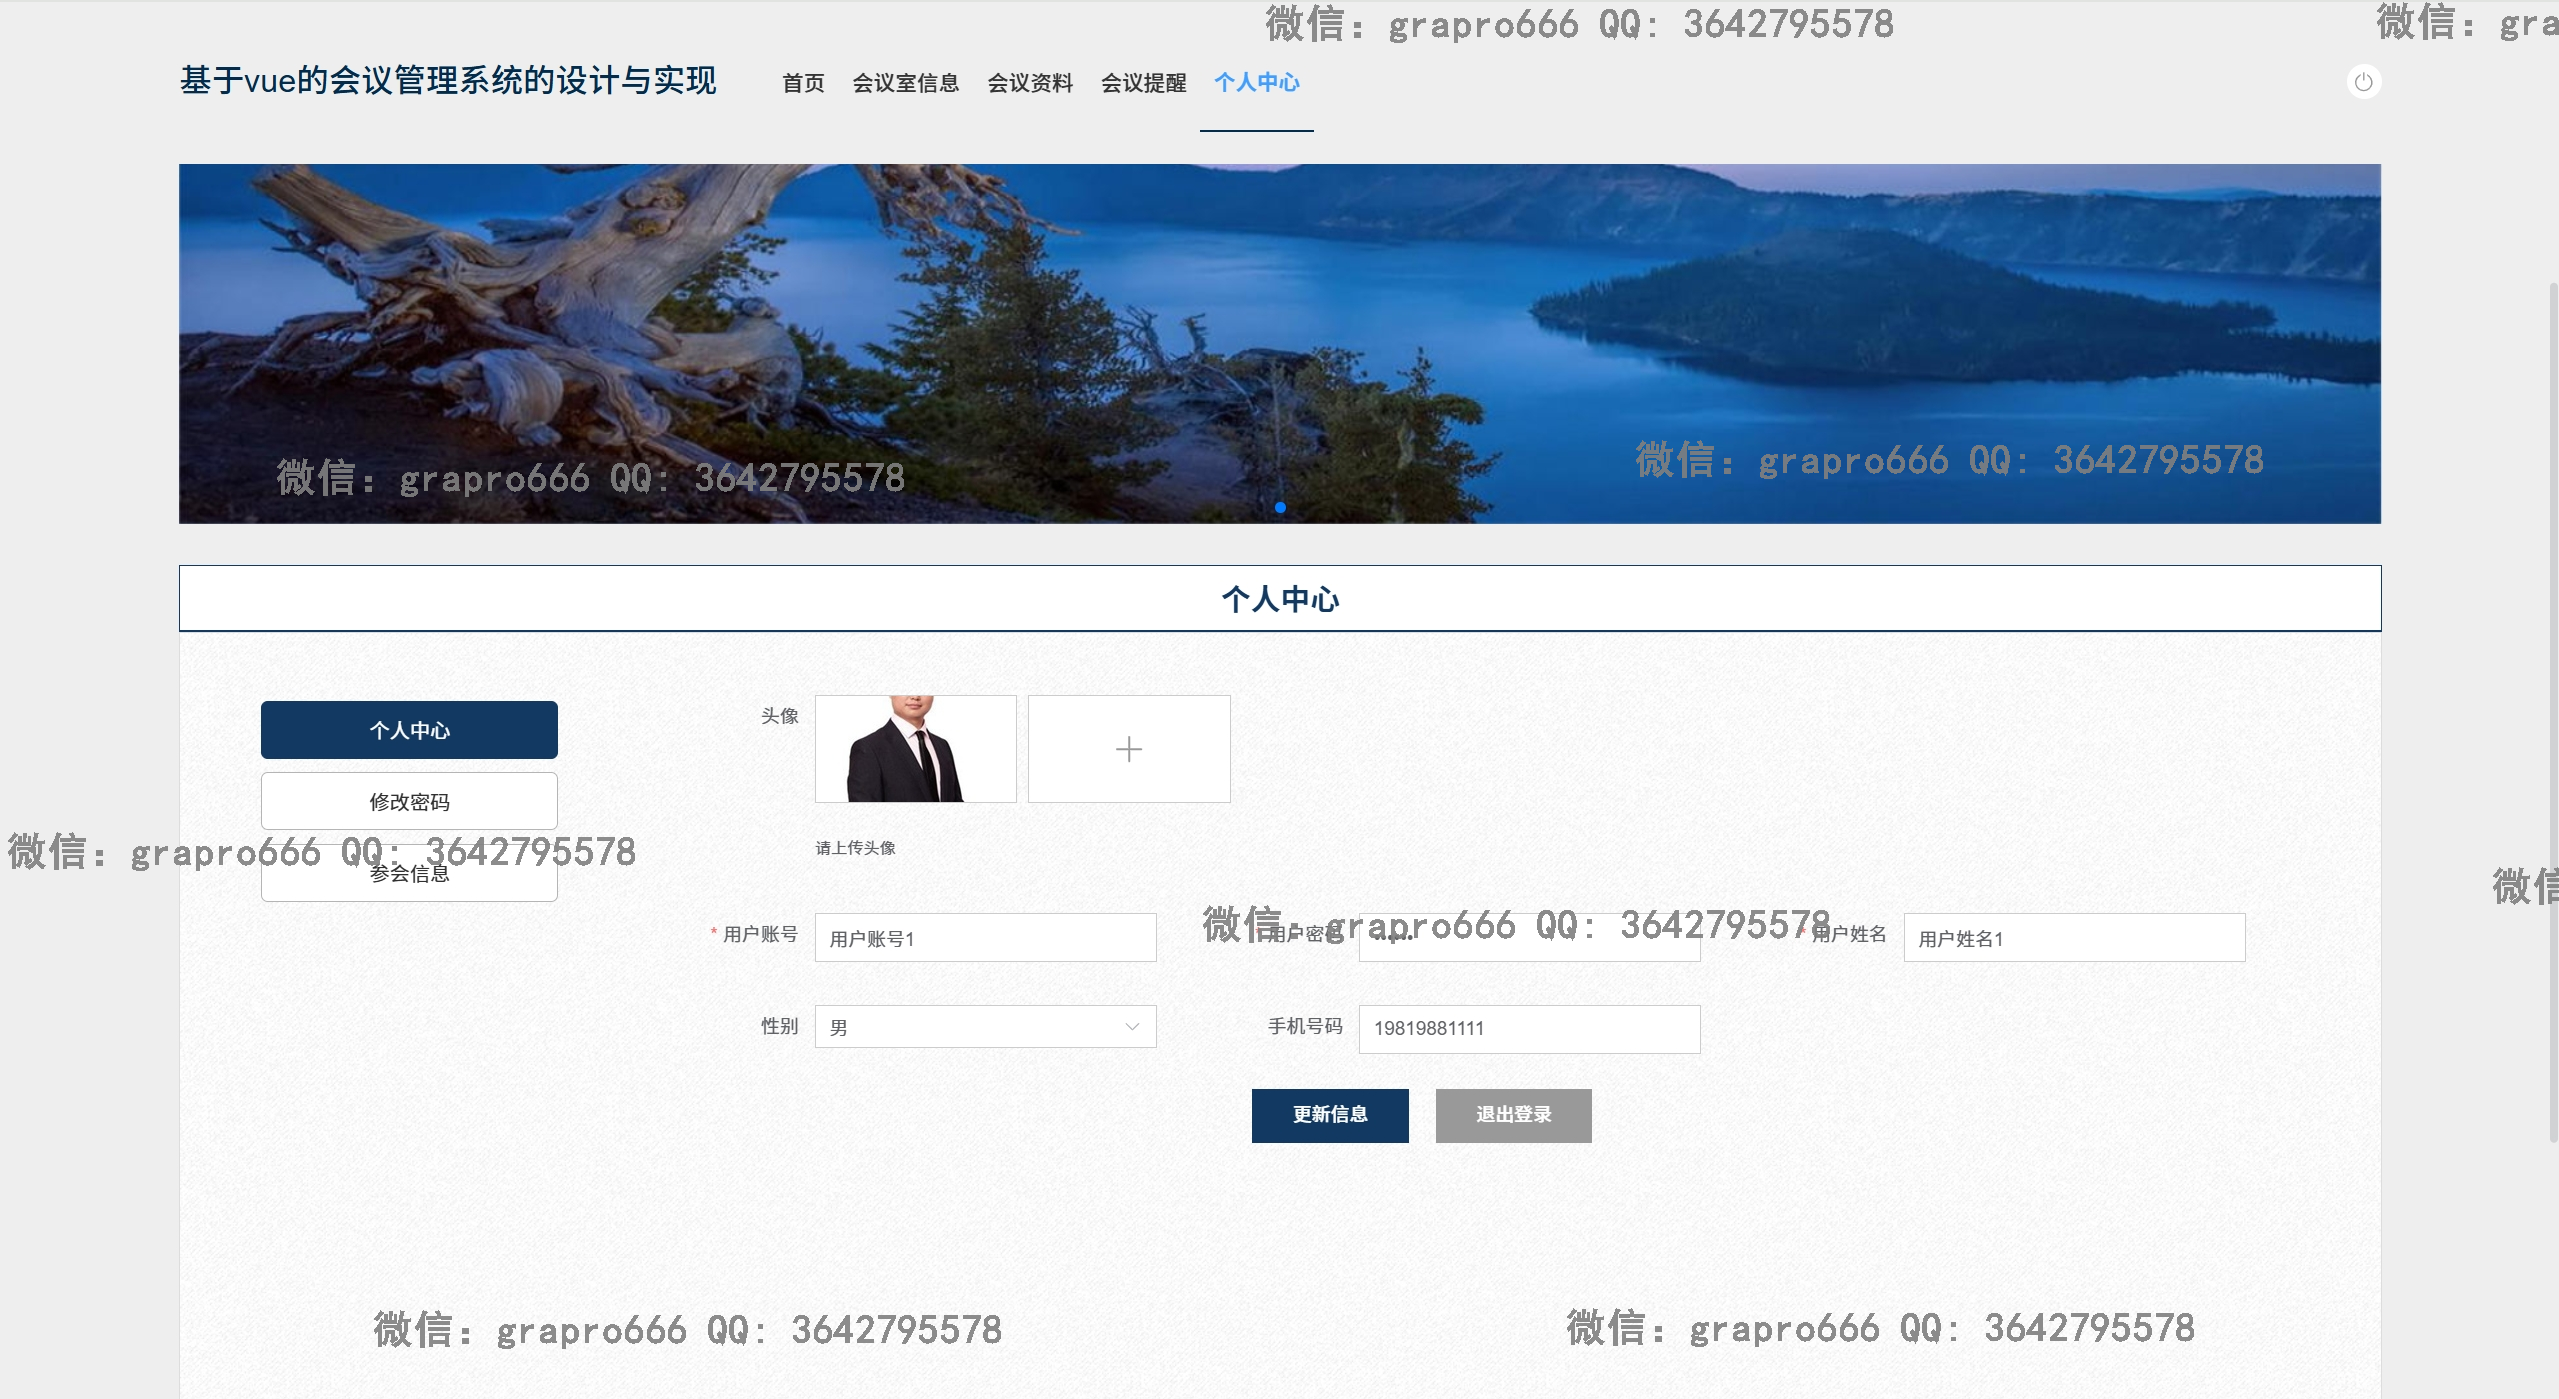 微信：grapro666 QQ: 3642795578
微信：gra
基于vue的会议管理系统的设计与实现
首页 会议室信息 会议资料 会议提醒 个人中心
微信：grapro666 QQ: 3642795578
微信：grapro666 QQ: 3642795578
个人中心
个人中心
头像
修改密码
微信：grapro666 QQ: 3642795578
请上传头像
参会信息
微信
微信：grapro666 QQ: 3642795578
* 用户账号 用户账号1
* 用户密码 ••••••
* 用户姓名 用户姓名1
性别 男
手机号码 19819881111
更新信息 退出登录
微信：grapro666 QQ: 3642795578
微信：grapro666 QQ: 3642795578